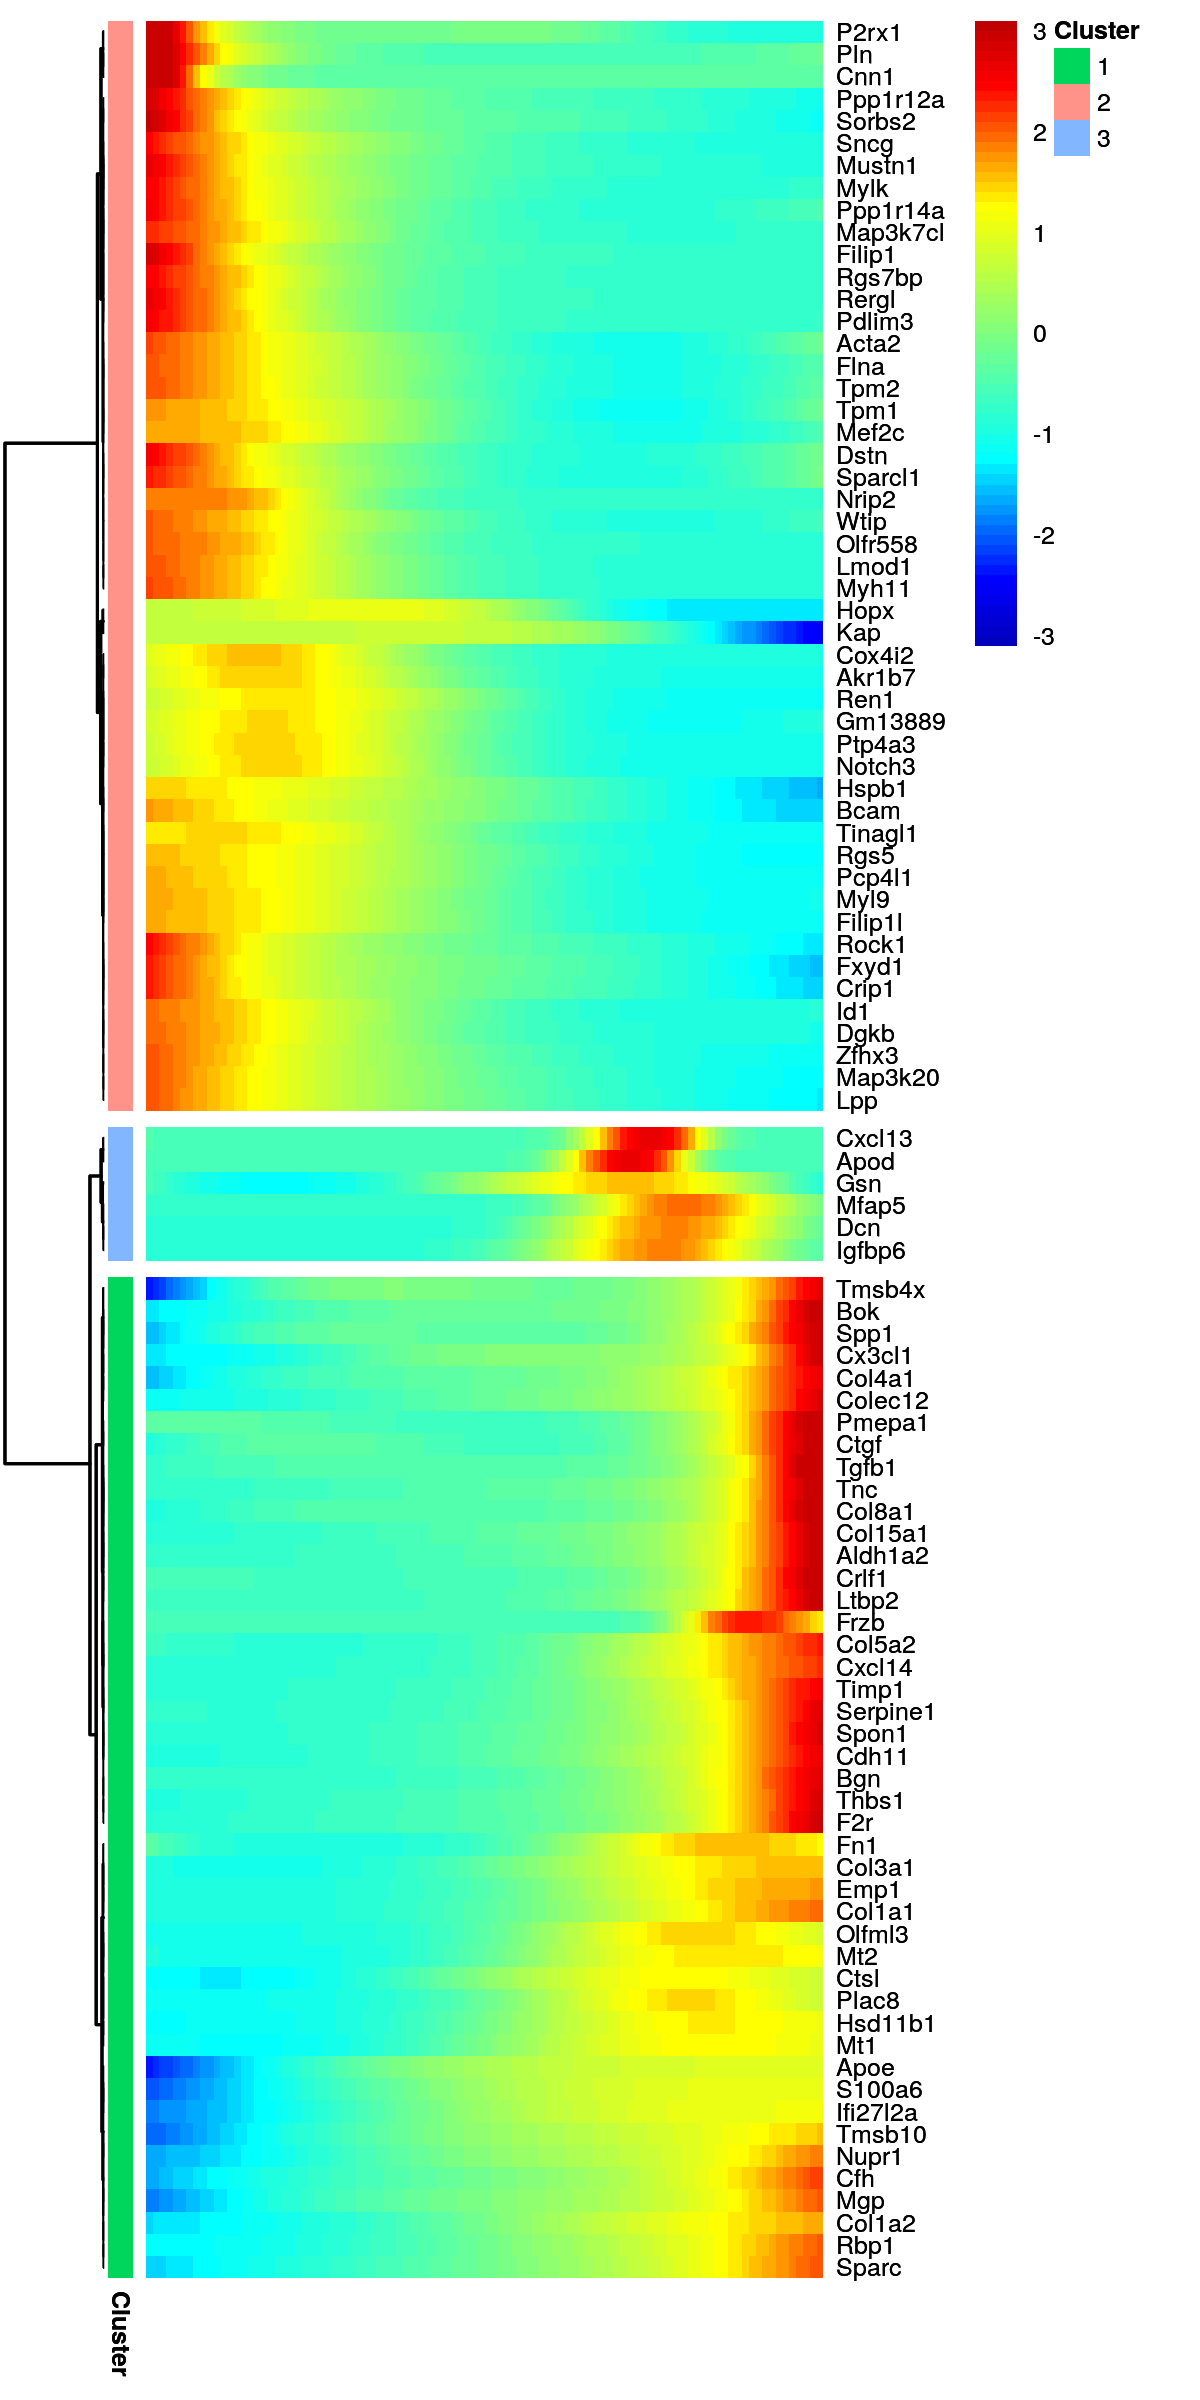 P2rx1
Pln
Cnn1
Ppp1r12a
Sorbs2
Sncg
Mustn1
Mylk
Ppp1r14a
Map3k7cl
Filip1
Rgs7bp
Rergl
Pdlim3
Acta2
Flna
Tpm2
Tpm1
Mef2c
Dstn
Sparcl1
Nrip2
Wtip
Olfr558
Lmod1
Myh11
Hopx
Kap
Cox4i2
Akr1b7
Ren1
Gm13889
Ptp4a3
Notch3
Hspb1
Bcam
Tinagl1
Rgs5
Pcp4l1
Myl9
Filip1l
Rock1
Fxyd1
Crip1
Id1
Dgkb
Zfhx3
Map3k20
Lpp
Cxcl13
Apod
Gsn
Mfap5
Dcn
Igfbp6
Tmsb4x
Bok
Spp1
Cx3cl1
Col4a1
Colec12
Pmepa1
Ctgf
Tgfb1
Tnc
Col8a1
Col15a1
Aldh1a2
Crlf1
Ltbp2
Frzb
Col5a2
Cxcl14
Timp1
Serpine1
Spon1
Cdh11
Bgn
Thbs1
F2r
Fn1
Col3a1
Emp1
Col1a1
Olfml3
Mt2
Ctsl
Plac8
Hsd11b1
Mt1
Apoe
S100a6
Ifi27l2a
Tmsb10
Nupr1
Cfh
Mgp
Col1a2
Rbp1
Sparc
3
2
1
0
-1
-2
-3
Cluster
1
2
3
Cluster